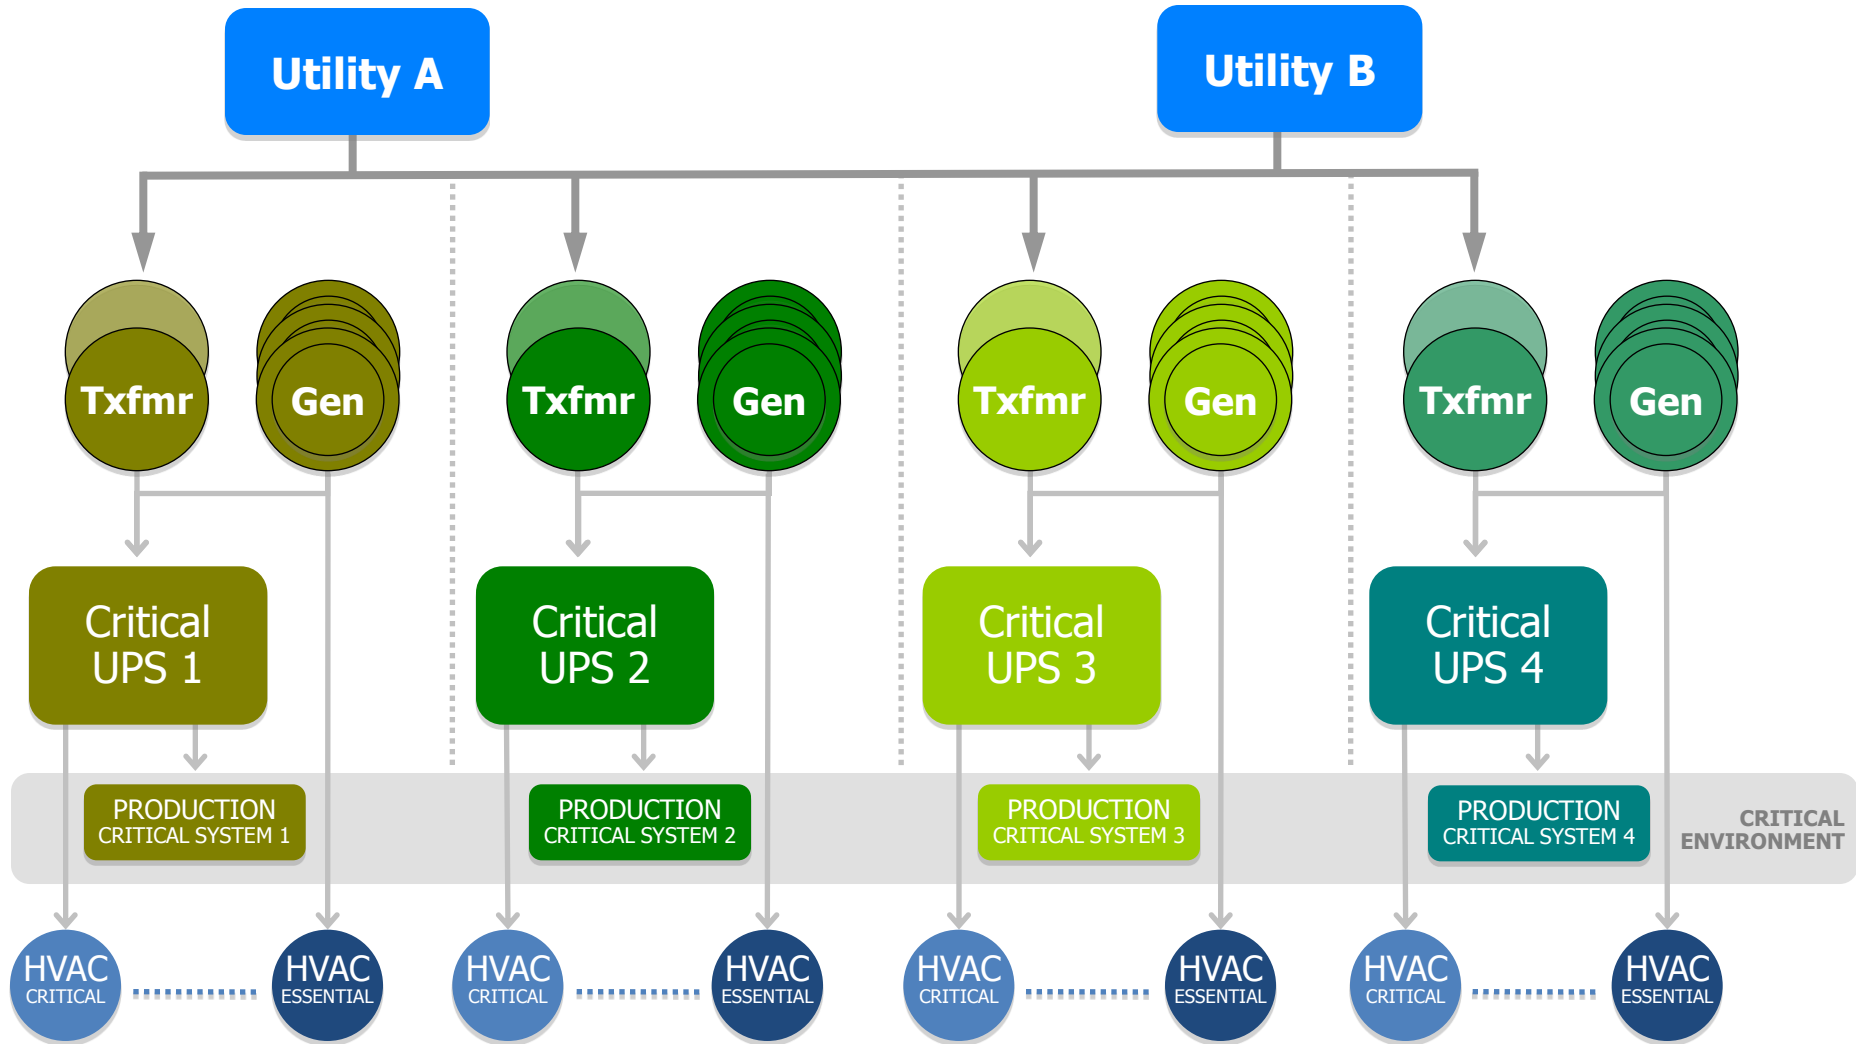 Utility A
Utility B
Txfmr
Gen
Txfmr
Gen
Txfmr
Gen
Txfmr
Gen
Critical
UPS 1
Critical
UPS 2
Critical
UPS 3
Critical
UPS 4
PRODUCTION
CRITICAL SYSTEM 1
PRODUCTION
CRITICAL SYSTEM 2
PRODUCTION
CRITICAL SYSTEM 3
PRODUCTION
CRITICAL SYSTEM 4
CRITICAL
ENVIRONMENT
HVAC
CRITICAL
HVAC
ESSENTIAL
HVAC
CRITICAL
HVAC
ESSENTIAL
HVAC
CRITICAL
HVAC
ESSENTIAL
HVAC
CRITICAL
HVAC
ESSENTIAL